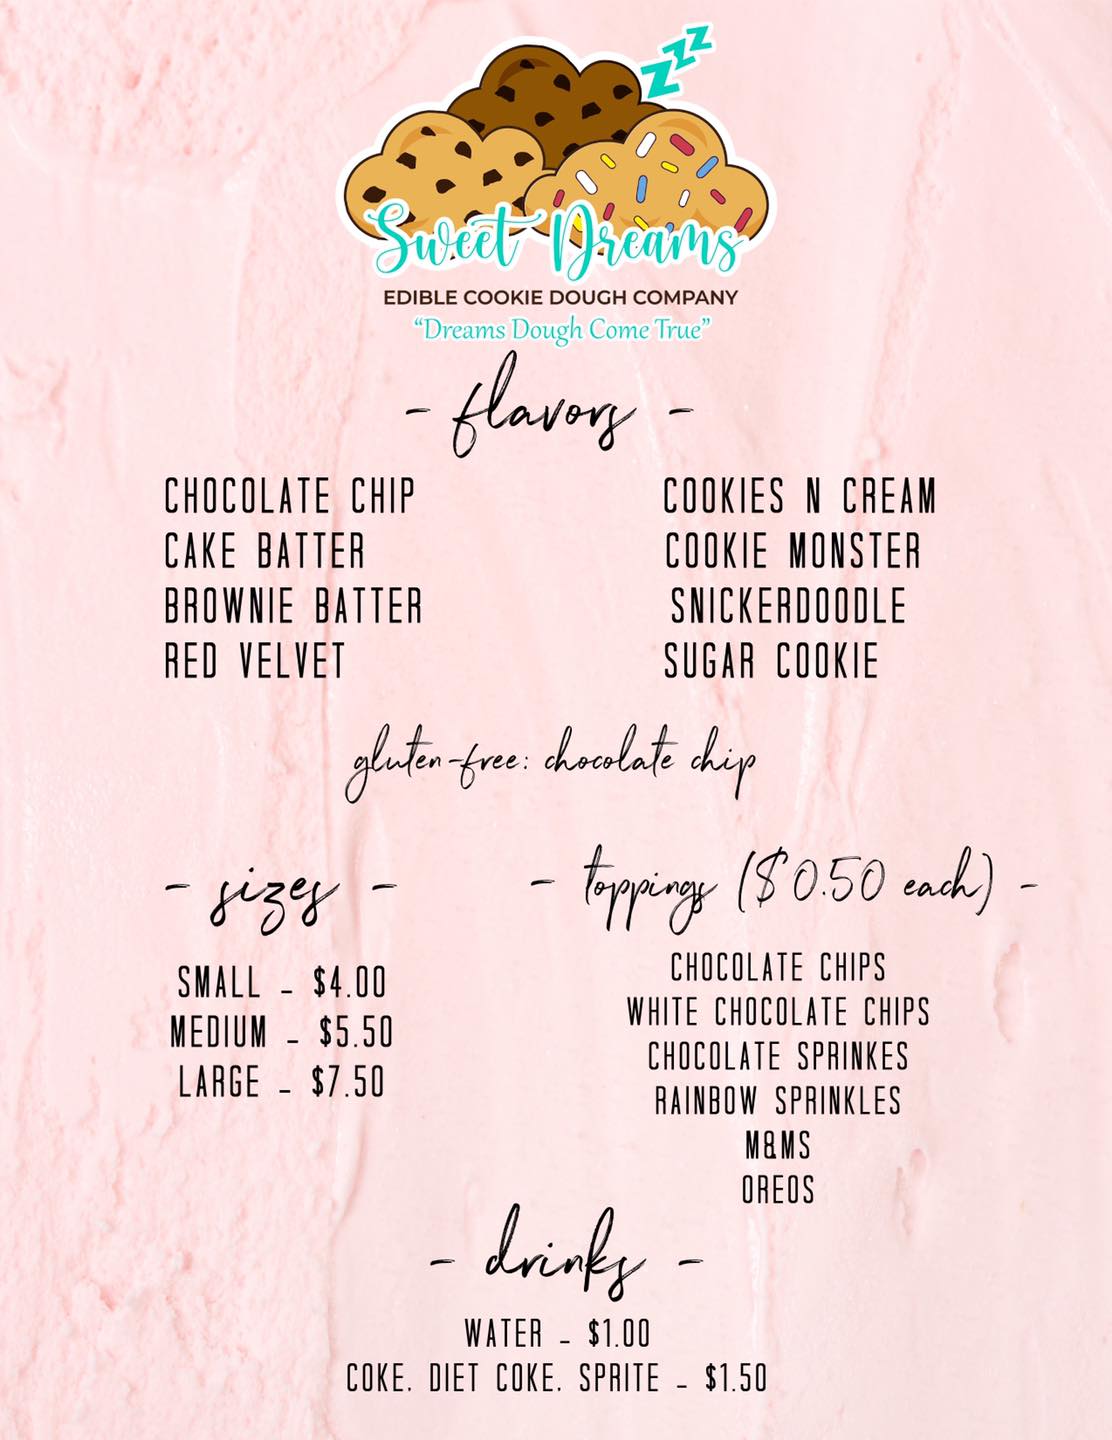 zzz
Sweet Dreams
EDIBLE COOKIE DOUGH COMPANY
“Dreams Dough Come True”
- flavors -
CHOCOLATE CHIP
CAKE BATTER
BROWNIE BATTER
RED VELVET
COOKIES N CREAM
COOKIE MONSTER
SNICKERDOODLE
SUGAR COOKIE
gluten-free: chocolate chip
- sizes -
SMALL - $4.00
MEDIUM - $5.50
LARGE - $7.50
- toppings ($0.50 each) -
CHOCOLATE CHIPS
WHITE CHOCOLATE CHIPS
CHOCOLATE SPRINKES
RAINBOW SPRINKLES
M&MS
OREOS
- drinks -
WATER - $1.00
COKE, DIET COKE, SPRITE - $1.50